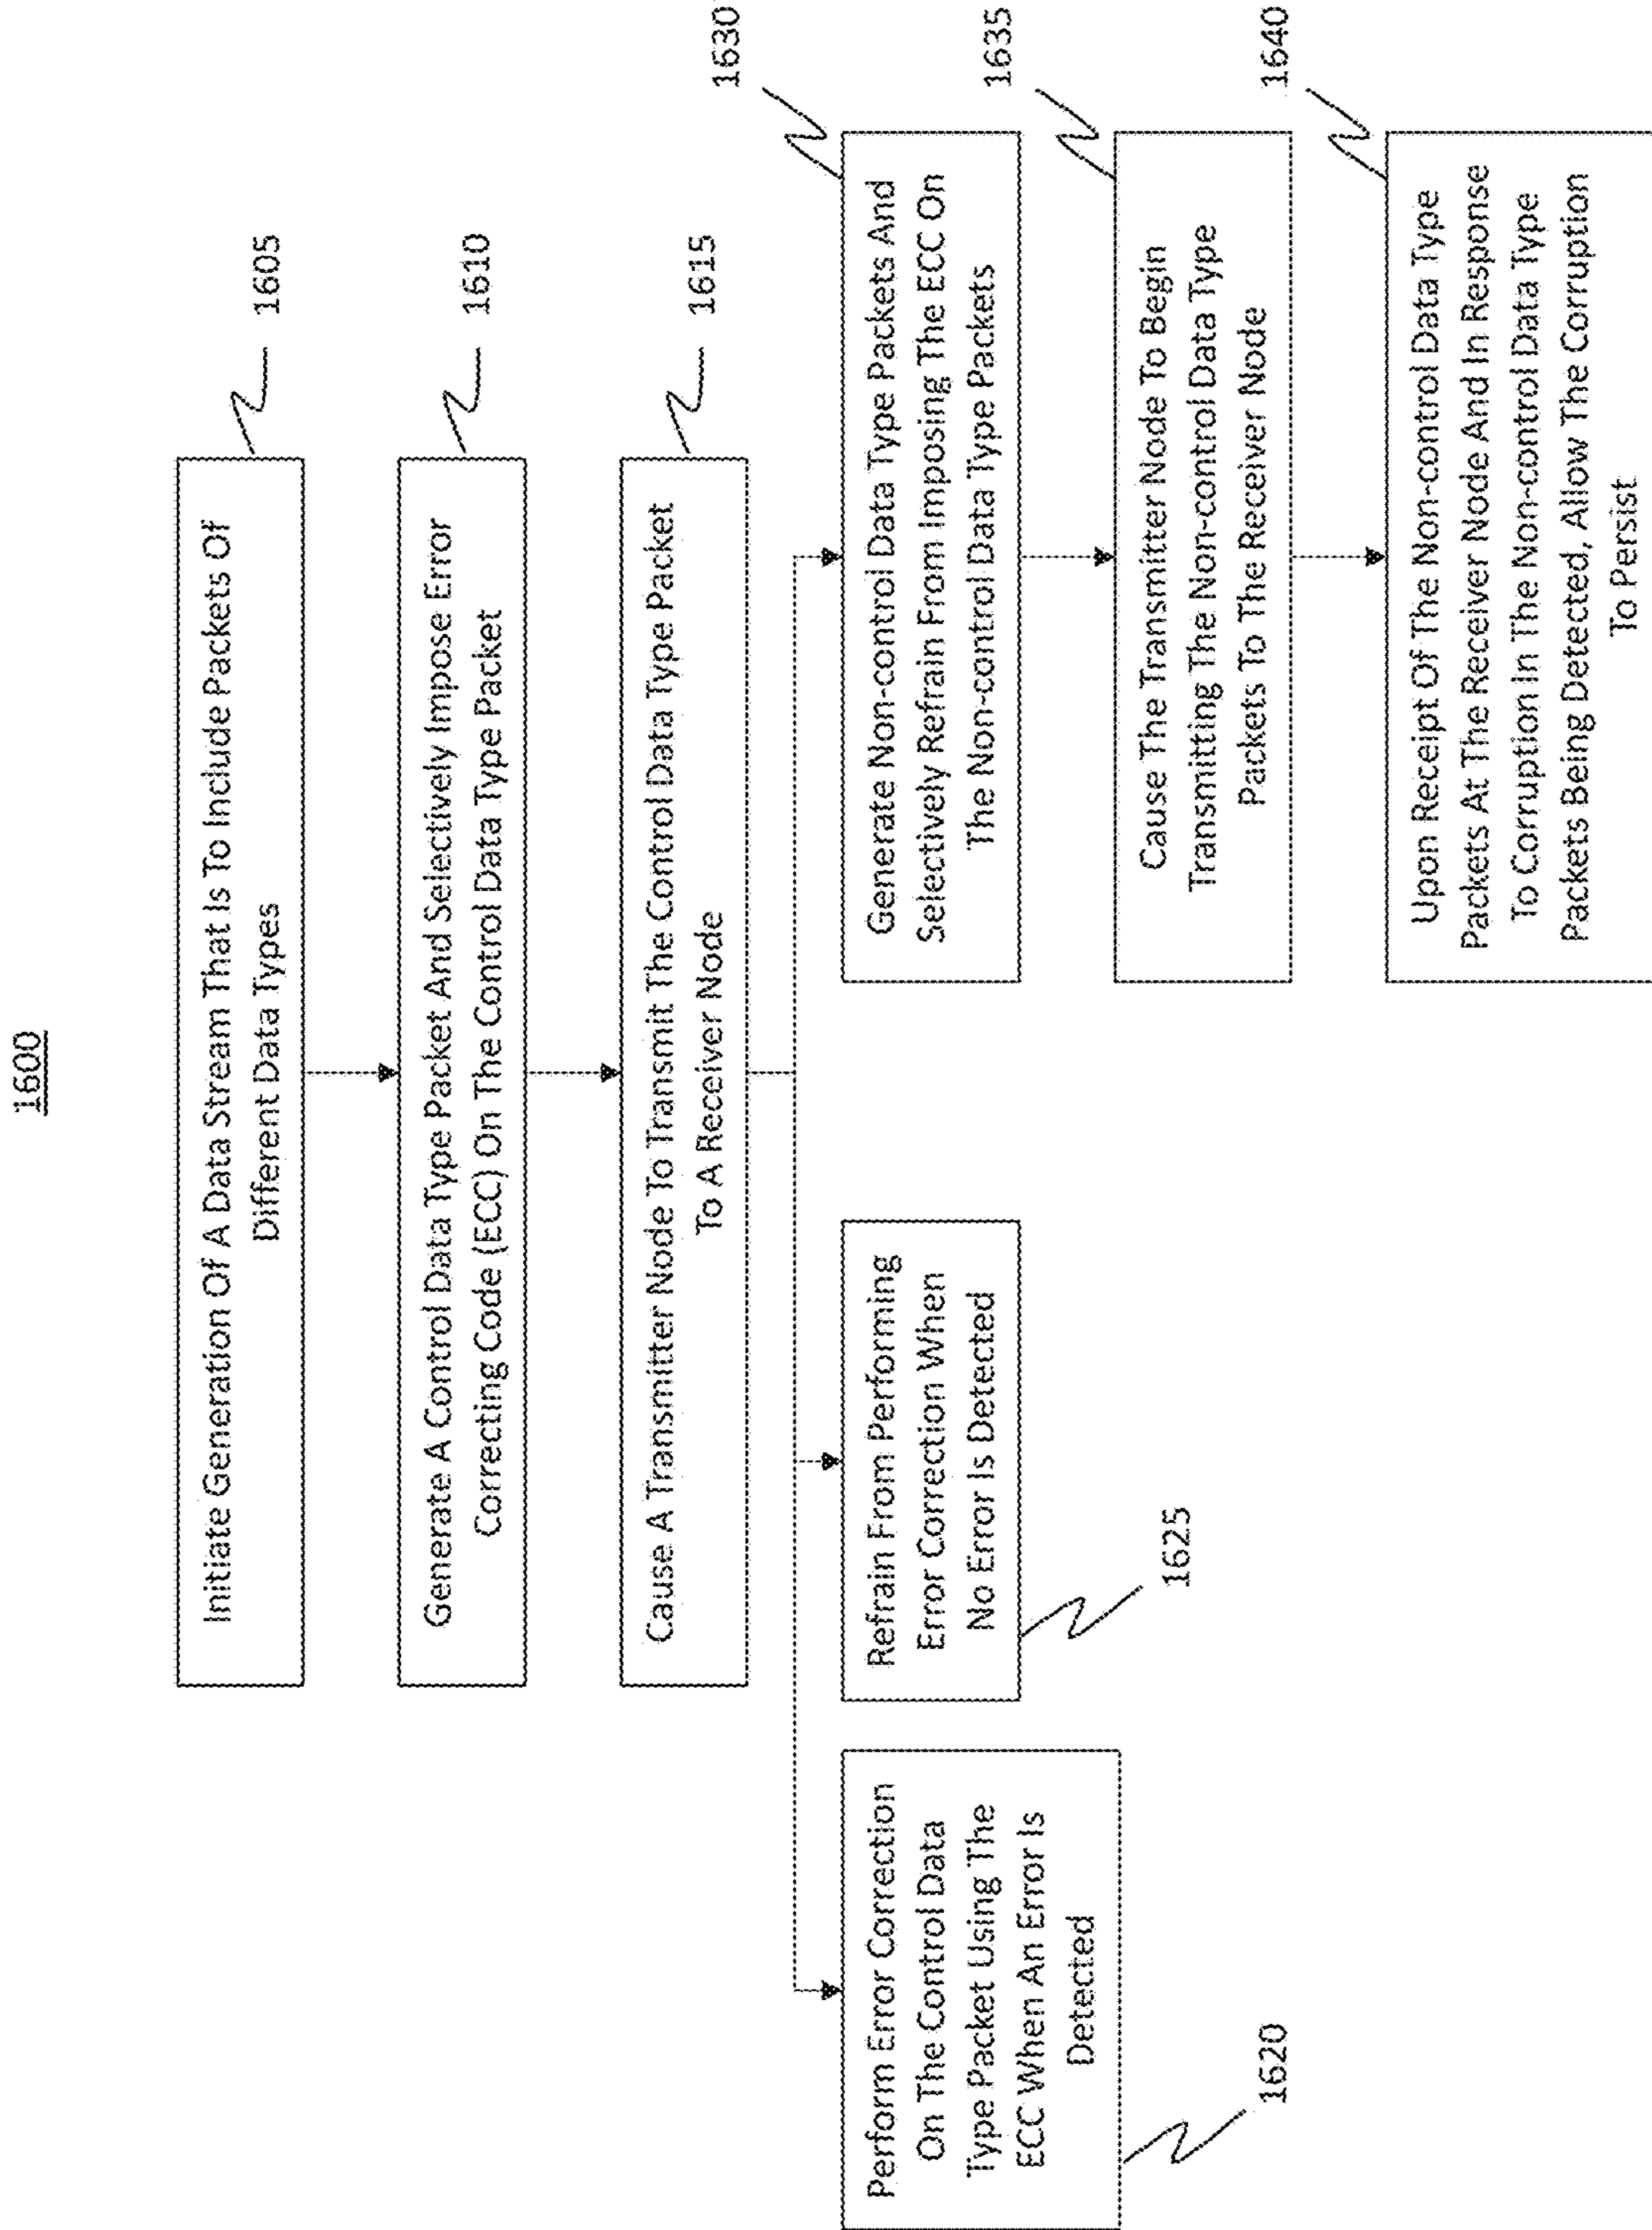 1600
Initiate Generation Of A Data Stream That Is To Include Packets Of
Different Data Types
1605
Generate A Control Data Type Packet And Selectively Impose Error
Correcting Code (ECC) On The Control Data Type Packet
1610
Cause A Transmitter Node To Transmit The Control Data Type Packet
To A Receiver Node
1615
Perform Error Correction
On The Control Data
Type Packet Using The
ECC When An Error Is
Detected
1620
Refrain From Performing
Error Correction When
No Error Is Detected
1625
Generate Non-control Data Type Packets And
Selectively Refrain From Imposing The ECC On
The Non-control Data Type Packets
1630
Cause The Transmitter Node To Begin
Transmitting The Non-control Data Type
Packets To The Receiver Node
1635
Upon Receipt Of The Non-control Data Type
Packets At The Receiver Node And In Response
To Corruption In The Non-control Data Type
Packets Being Detected, Allow The Corruption
To Persist
1640